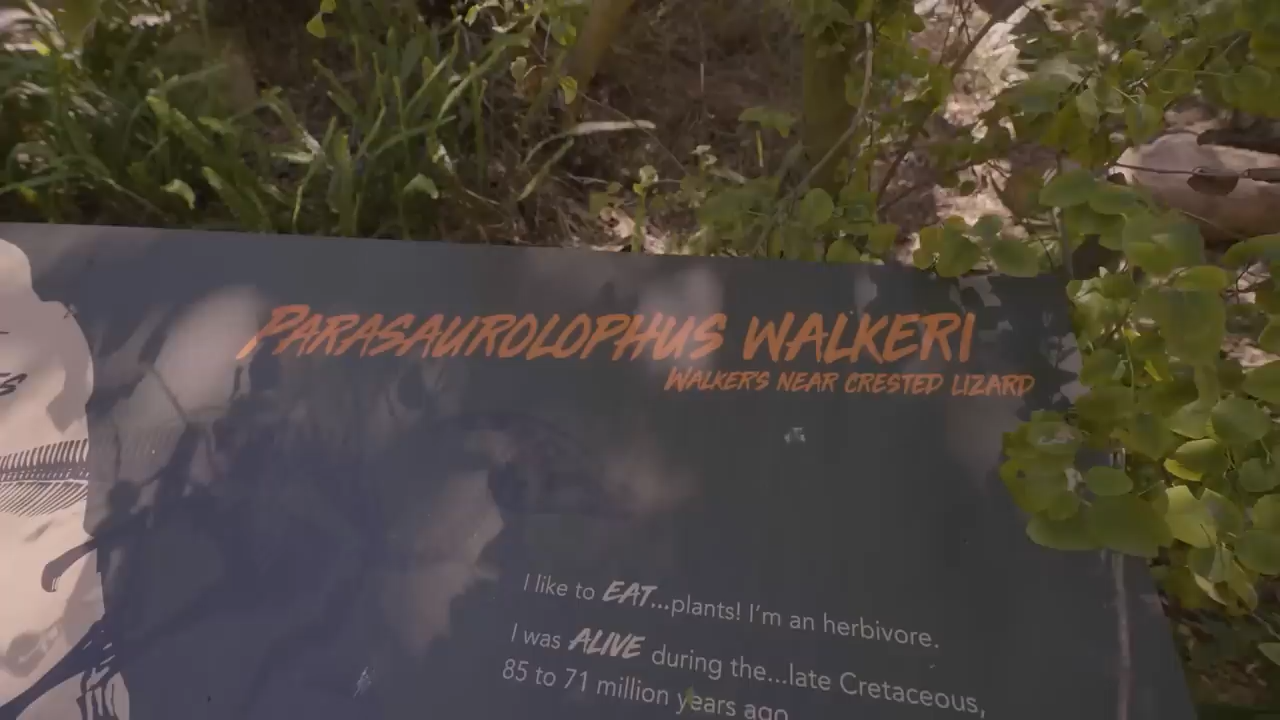 PARASAUROLOPHUS WALKERI
WALKER'S NEAR CRESTED LIZARD
I like to EAT...plants! I'm an herbivore.
I was ALIVE during the...late Cretaceous,
85 to 71 million years ago